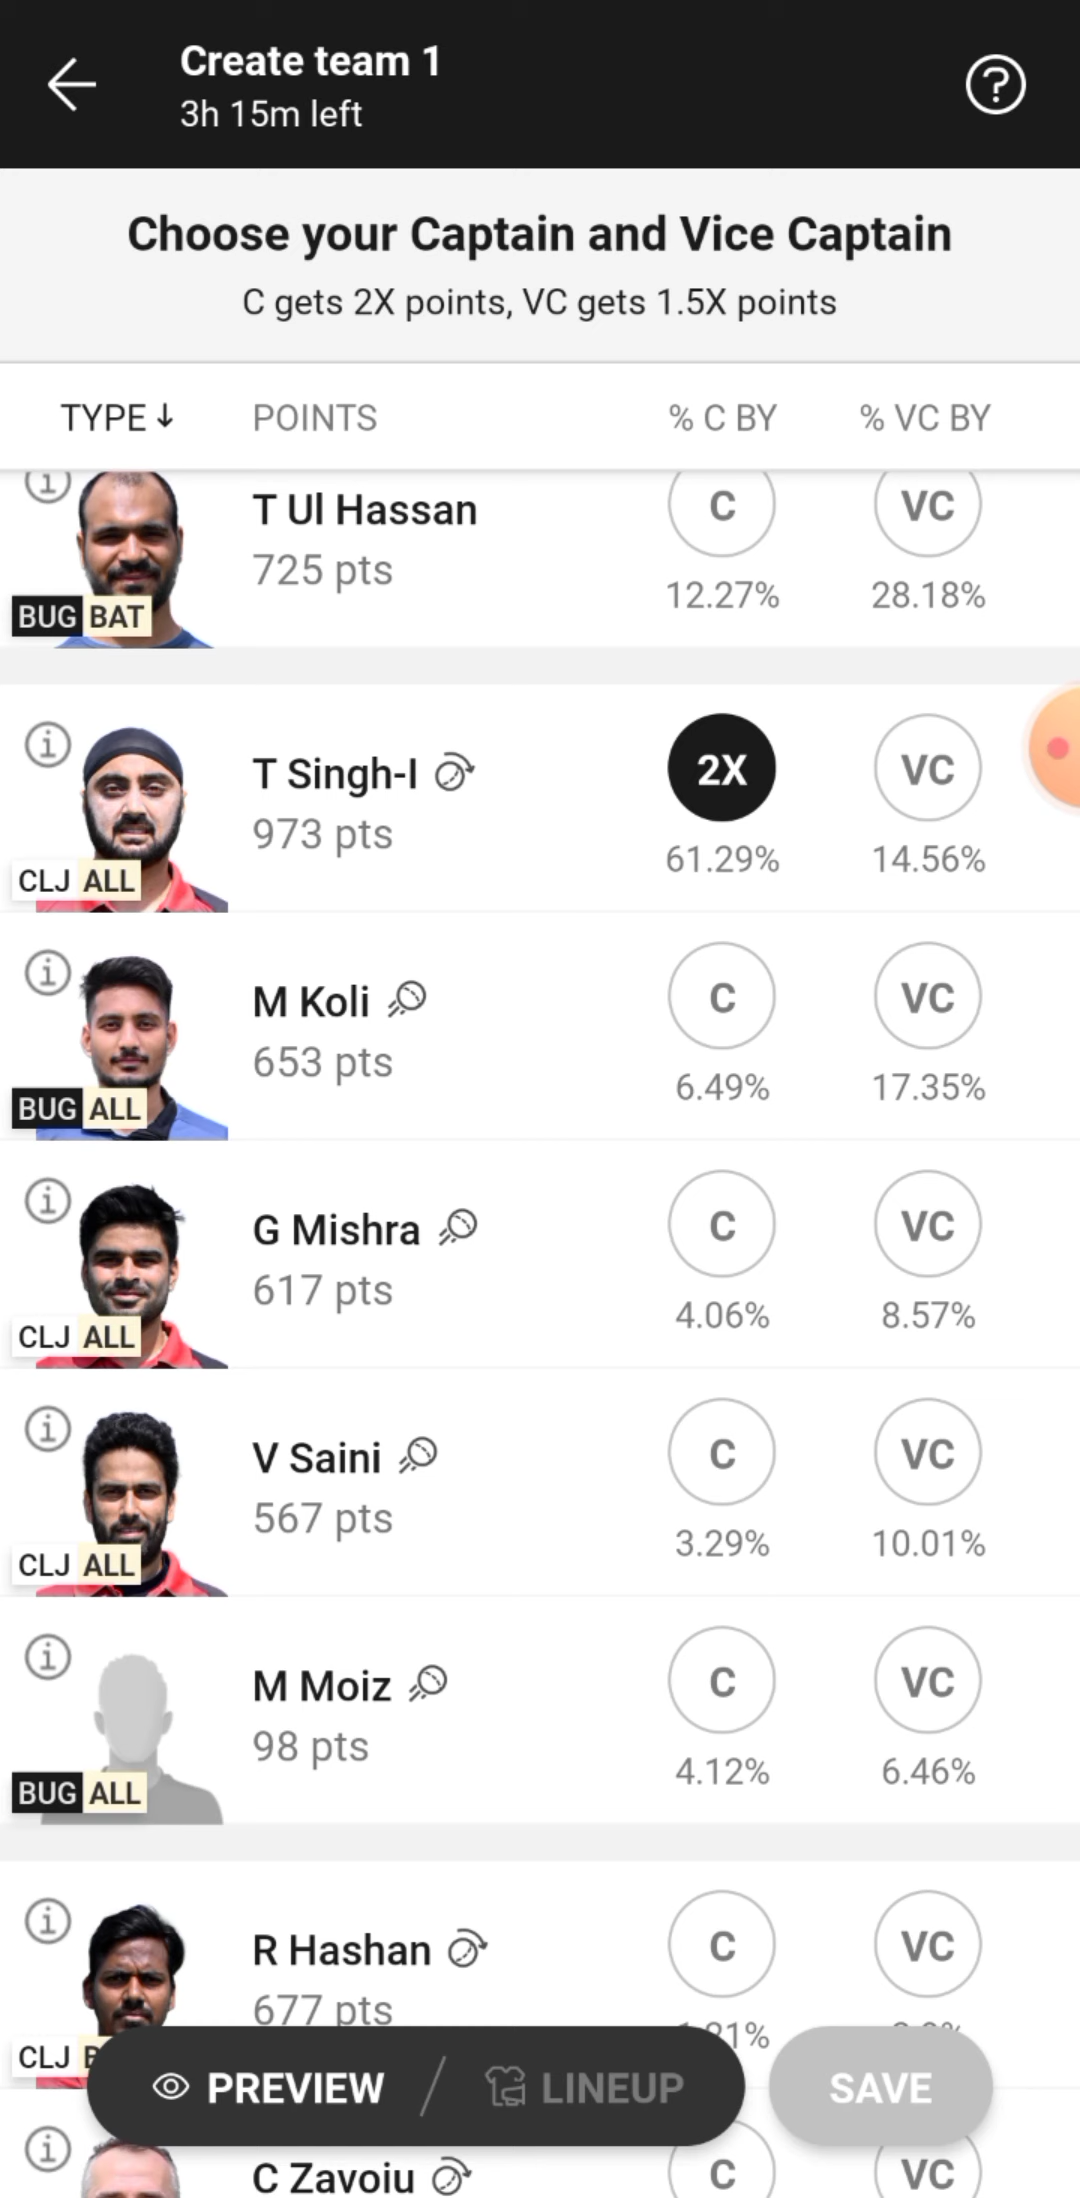 Create team 1
3h 15m left
Choose your Captain and Vice Captain
C gets 2X points, VC gets 1.5X points
TYPE↓ POINTS % C BY % VC BY
T Ul Hassan C VC
725 pts
12.27% 28.18%
BUG BAT
T Singh-I 2X VC
973 pts
61.29% 14.56%
CLJ ALL
M Koli C VC
653 pts
6.49% 17.35%
BUG ALL
G Mishra C VC
617 pts
4.06% 8.57%
CLJ ALL
V Saini C VC
567 pts
3.29% 10.01%
CLJ ALL
M Moiz C VC
98 pts
4.12% 6.46%
BUG ALL
R Hashan C VC
677 pts
CLJ
PREVIEW / LINEUP SAVE
C Zavoiu C VC